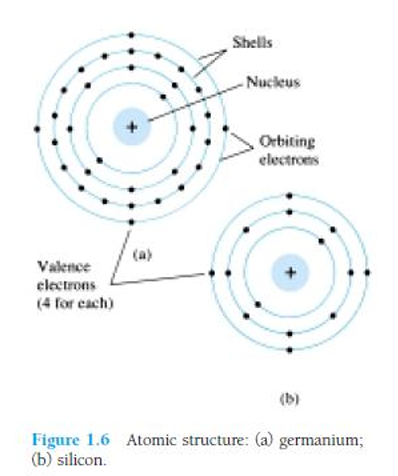 Shells
Nucleus
+
Orbiting
electrons
(a)
Valence
electrons
(4 for each)
+
(b)
Figure 1.6 Atomic structure: (a) germanium;
(b) silicon.